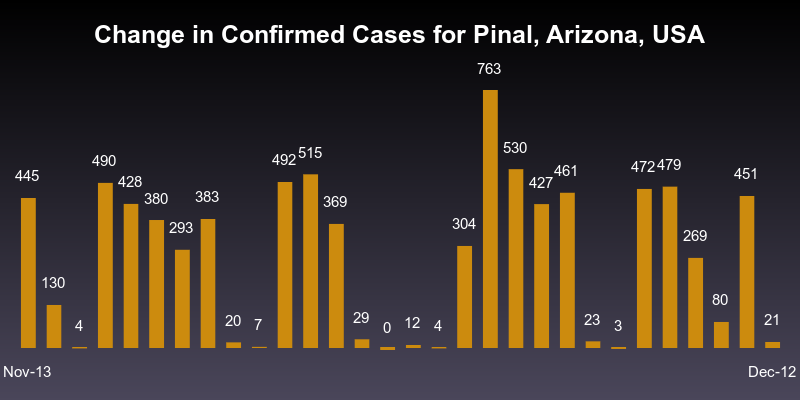 Change in Confirmed Cases for Pinal, Arizona, USA
445 130 4 490 428 380 293 383 20 7 492 515 369 29 0 12 4 304 763 530 427 461 23 3 472 479 269 80 451 21
Nov-13 Dec-12